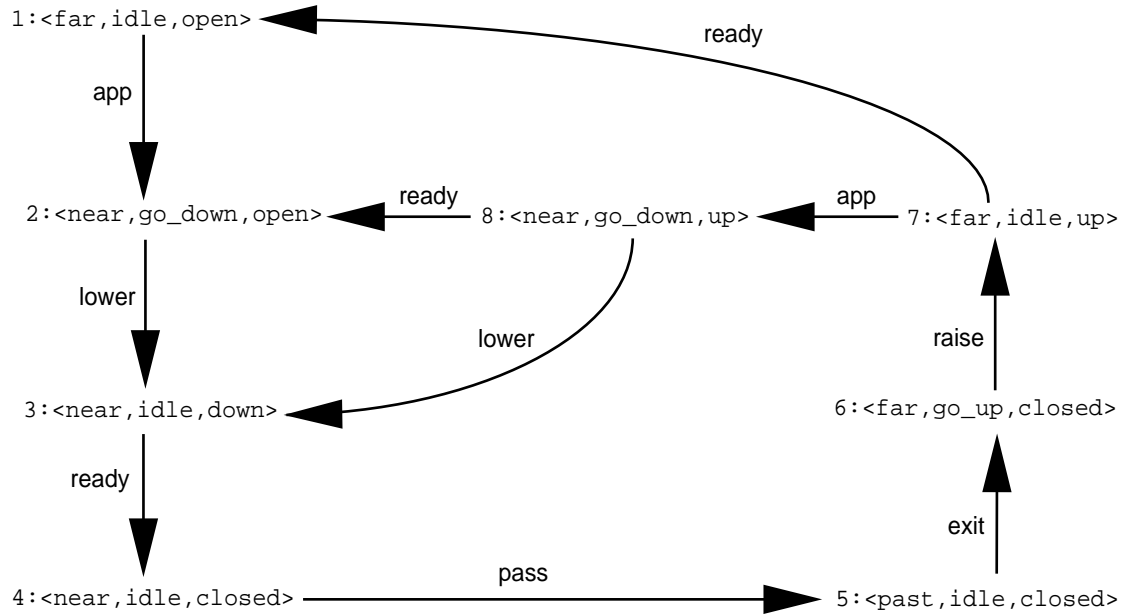 1:<far,idle,open>
ready
app
2:<near,go_down,open>
ready
8:<near,go_down,up>
app
7:<far,idle,up>
lower
lower
raise
3:<near,idle,down>
6:<far,go_up,closed>
ready
exit
4:<near,idle,closed>
pass
5:<past,idle,closed>